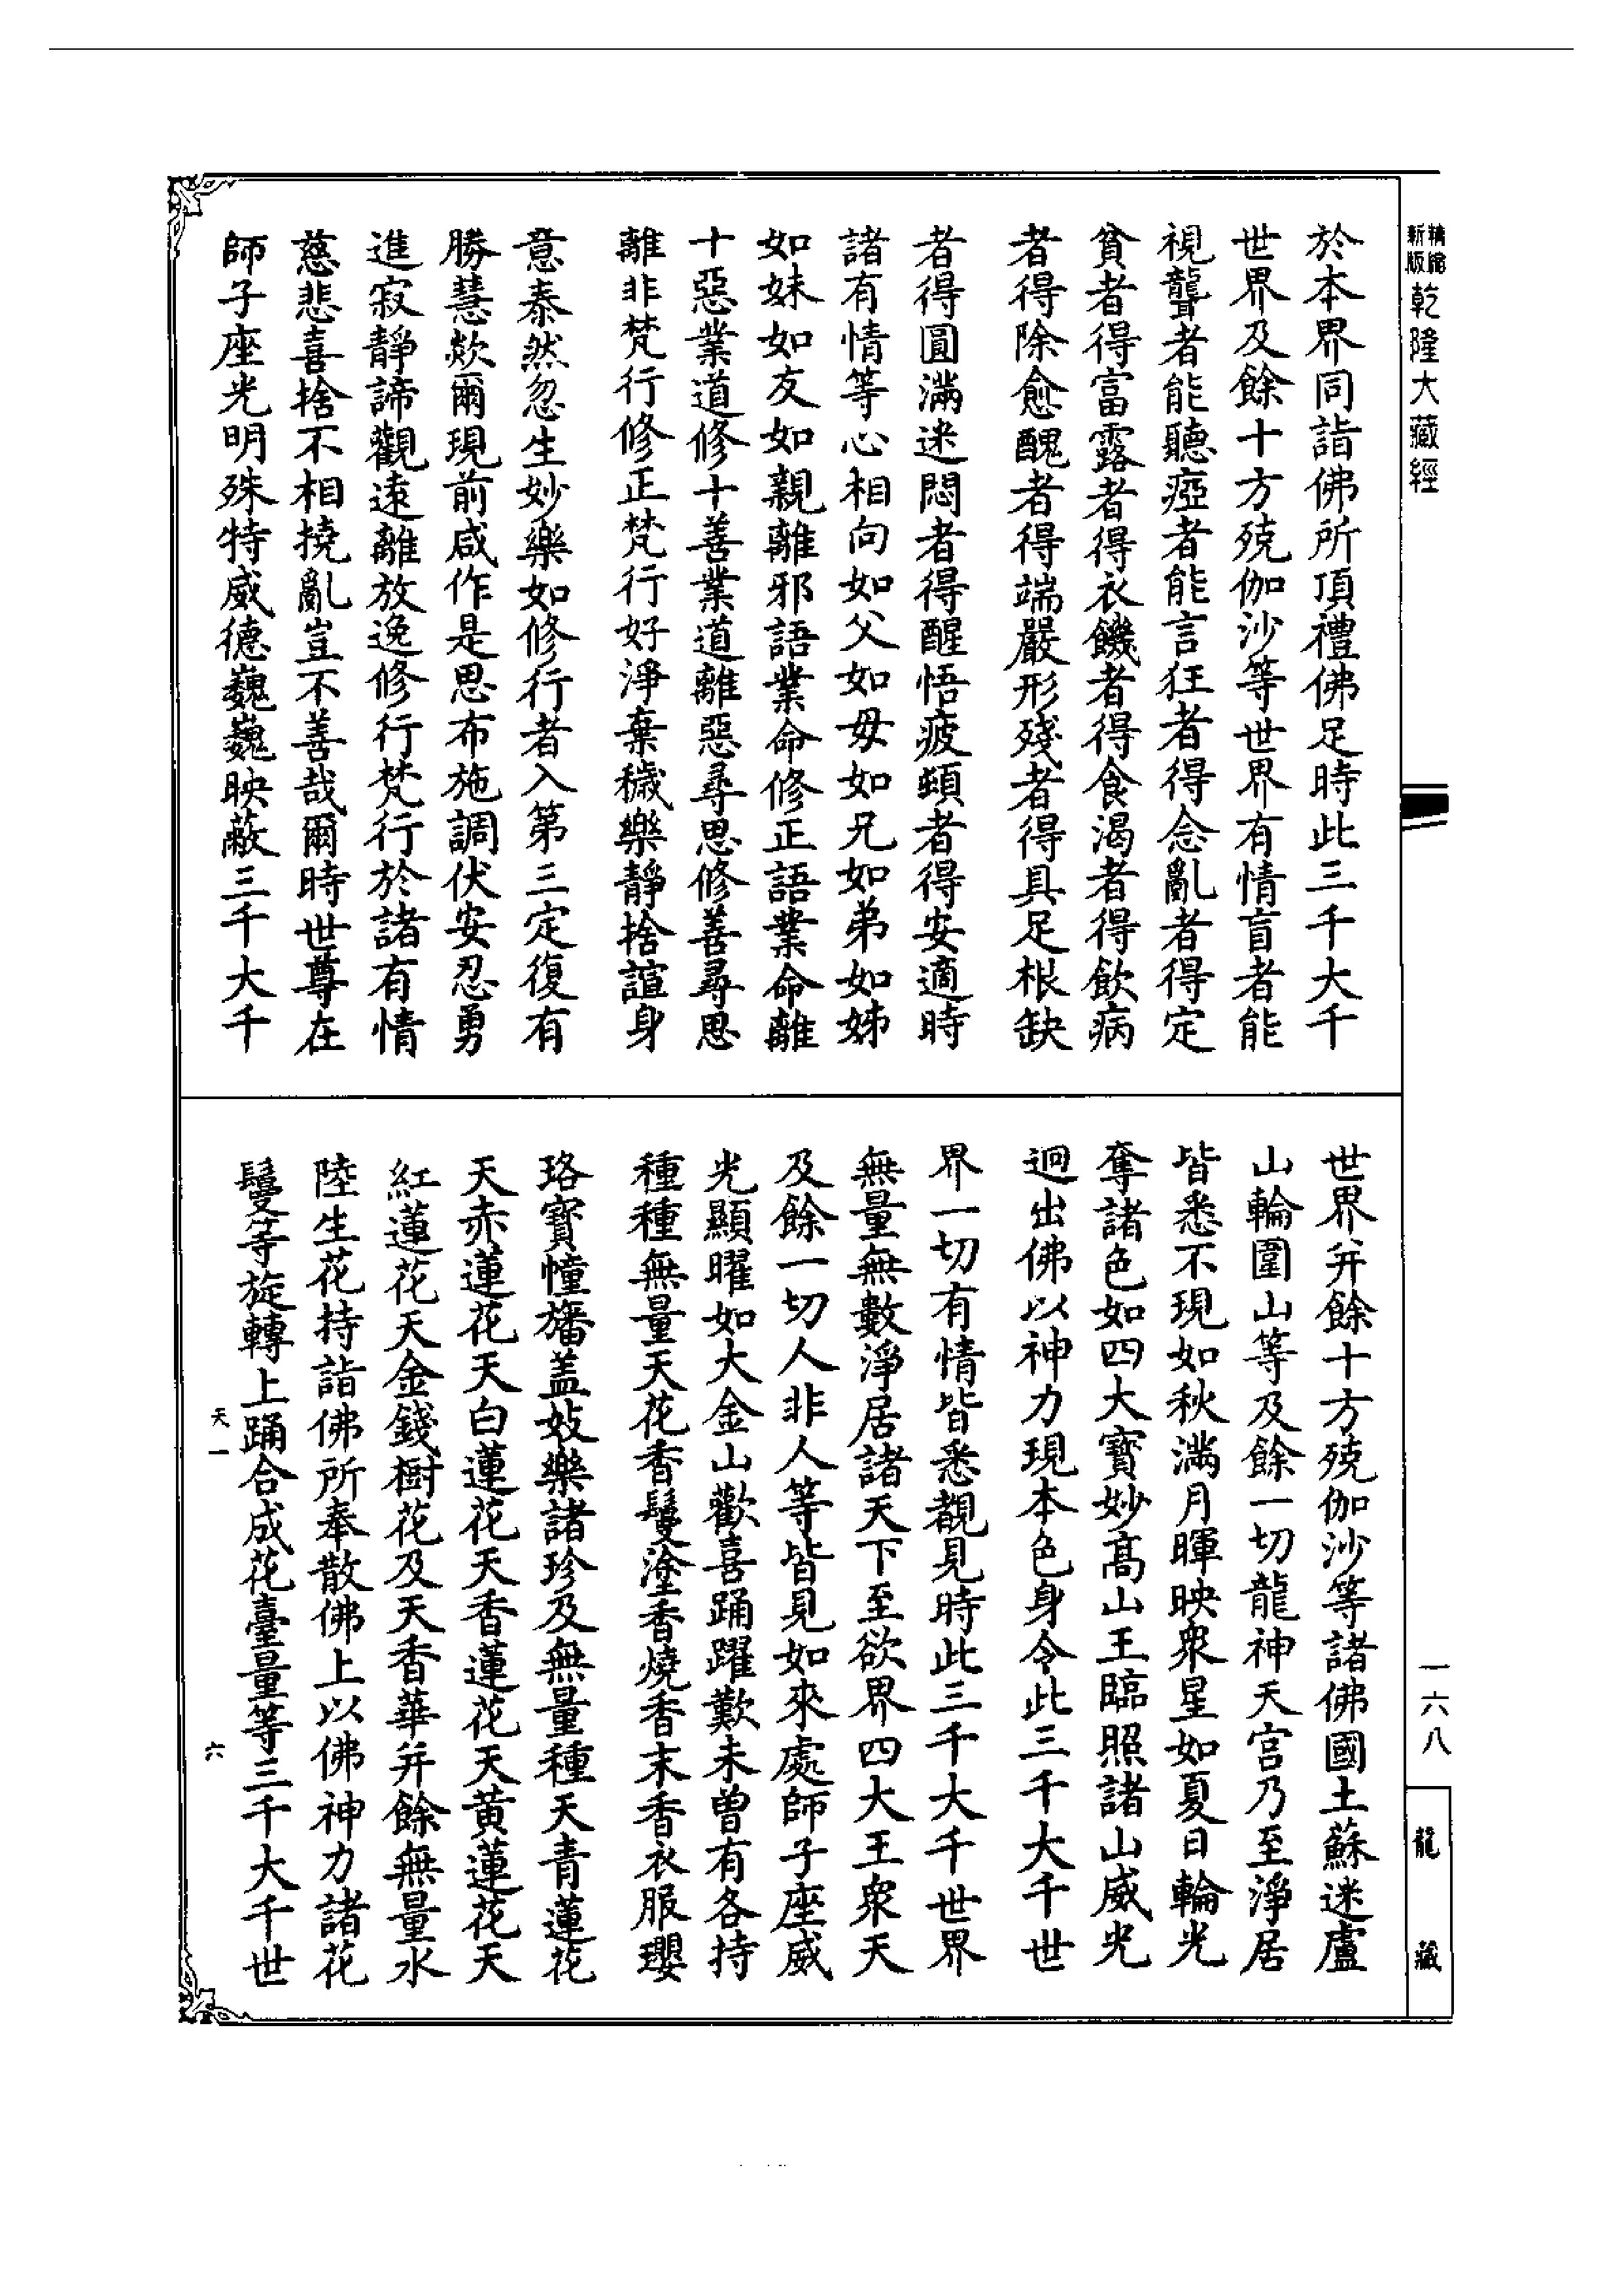 精縮
新版
乾隆大藏經
於本界同詣佛所頂禮佛足時此三千大千
世界及餘十方殑伽沙等世界有情盲者能
視聾者能聽瘂者能言狂者得念亂者得定
貧者得富露者得衣饑者得食渴者得飲病
者得除愈醜者得端嚴形殘者得具足根缺
者得圓滿迷悶者得醒悟疲頓者得安適時
諸有情等心相向如父如母如兄如弟如姊
如妹如友如親離邪語業命修正語業命離
十惡業道修十善業道離惡尋思修善尋思
離非梵行修正梵行好淨棄穢樂靜捨諠身
意泰然忽生妙樂如修行者入第三定復有
勝慧欻爾現前咸作是思布施調伏安忍勇
進寂靜諦觀遠離放逸修行梵行於諸有情
慈悲喜捨不相撓亂豈不善哉爾時世尊在
師子座光明殊特威德巍巍映蔽三千大千
世界并餘十方殑伽沙等諸佛國土蘇迷盧
山輪圍山等及餘一切龍神天宮乃至淨居
皆悉不現如秋滿月暉映衆星如夏日輪光
奪諸色如四大寶妙高山王臨照諸山威光
迥出佛以神力現本色身令此三千大千世
界一切有情皆悉覩見時此三千大千世界
無量無數淨居諸天下至欲界四大王衆天
及餘一切人非人等皆見如來處師子座威
光顯曜如大金山歡喜踊躍歎未曾有各持
種種無量天花香鬘塗香燒香末香衣服瓔
珞寶幢旛蓋妓樂諸珍及無量種天青蓮花
天赤蓮花天白蓮花天香蓮花天黃蓮花天
紅蓮花天金錢樹花及天香華并餘無量水
陸生花持詣佛所奉散佛上以佛神力諸花
鬘等旋轉上踊合成花臺量等三千大千世
天一
六
一六八
龍藏